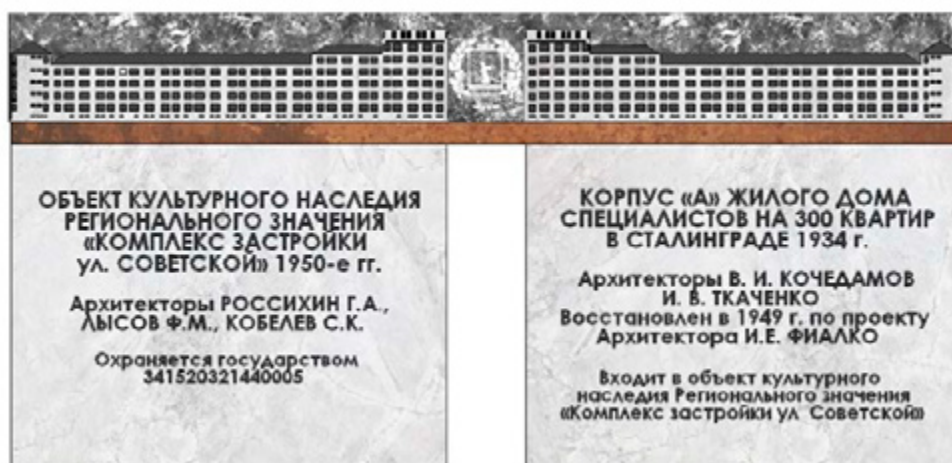 ОБЪЕКТ КУЛЬТУРНОГО НАСЛЕДИЯ
РЕГИОНАЛЬНОГО ЗНАЧЕНИЯ
«КОМПЛЕКС ЗАСТРОЙКИ
ул. СОВЕТСКОЙ» 1950-е гг.
Архитекторы РОССИХИН Г.А.,
ЛЫСОВ Ф.М., КОБЕЛЕВ С.К.
Охраняется государством
341520321440005
КОРПУС «А» ЖИЛОГО ДОМА
СПЕЦИАЛИСТОВ НА 300 КВАРТИР
В СТАЛИНГРАДЕ 1934 г.
Архитекторы В. И. КОЧЕДАМОВ
И. В. ТКАЧЕНКО
Восстановлен в 1949 г. по проекту
Архитектора И.Е. ФИАЛКО
Входит в объект культурного
наследия Регионального значения
«Комплекс застройки ул Советской»